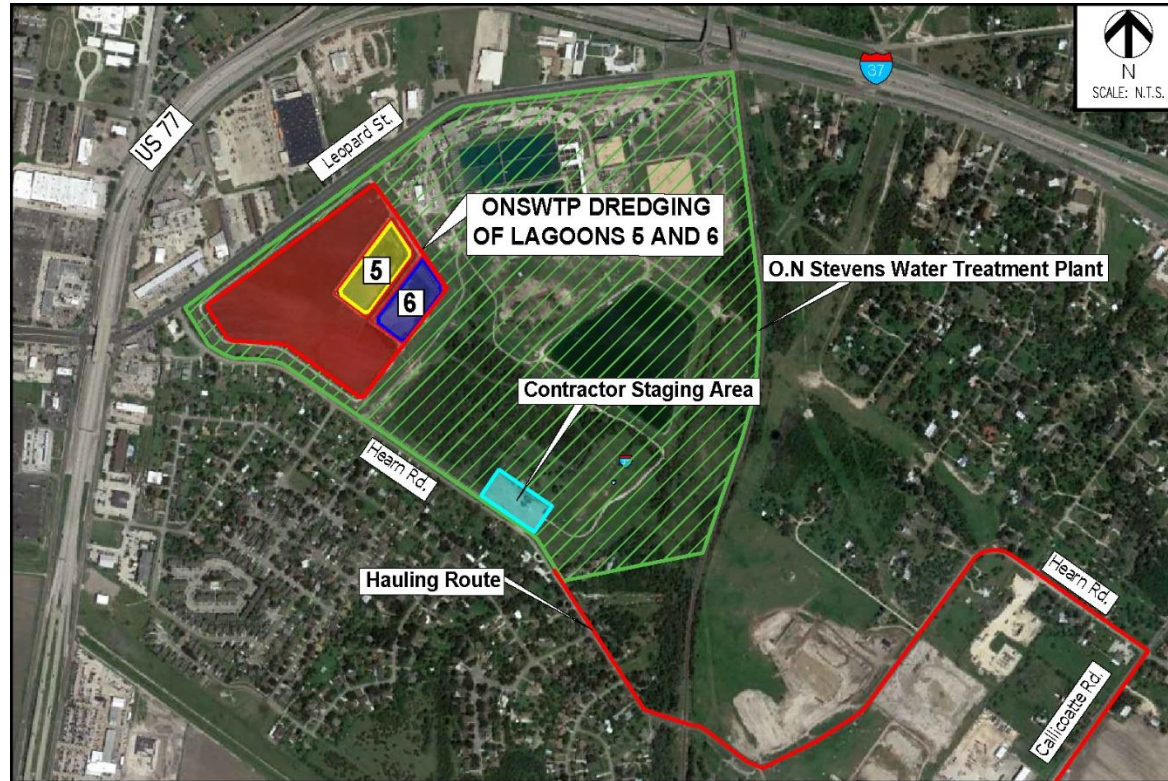 37
N
SCALE: N.T.S.
US 77
Leopard St.
ONSWTP DREDGING
OF LAGOONS 5 AND 6
5
6
O.N Stevens Water Treatment Plant
Contractor Staging Area
Hearn Rd.
Hauling Route
Hearn Rd.
Callicoatte Rd.